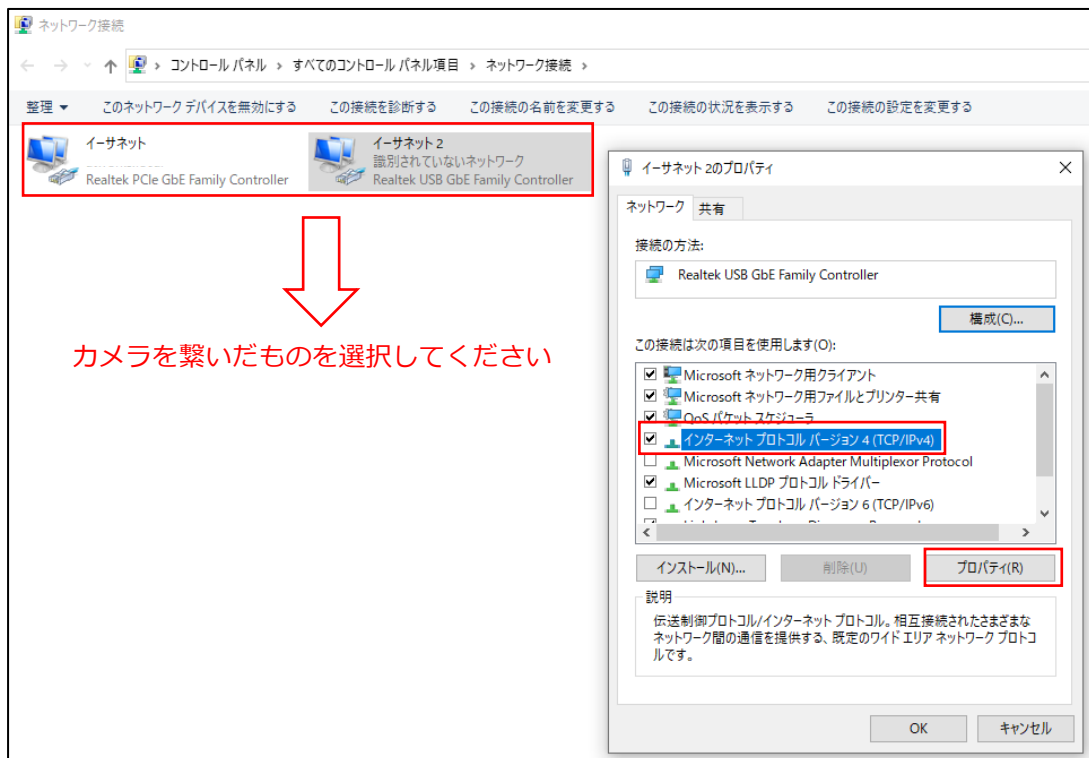 ネットワーク接続
コントロール パネル › すべてのコントロール パネル項目 › ネットワーク接続 ›
整理 このネットワーク デバイスを無効にする この接続を診断する この接続の名前を変更する この接続の状況を表示する この接続の設定を変更する
イーサネット
Realtek PCIe GbE Family Controller
イーサネット 2
識別されていないネットワーク
Realtek USB GbE Family Controller
カメラを繋いだものを選択してください
イーサネット 2のプロパティ
ネットワーク 共有
接続の方法:
Realtek USB GbE Family Controller
構成(C)...
この接続は次の項目を使用します(O):
Microsoft ネットワーク用クライアント
Microsoft ネットワーク用ファイルとプリンター共有
QoS パケット スケジューラ
インターネット プロトコル バージョン 4 (TCP/IPv4)
Microsoft Network Adapter Multiplexor Protocol
Microsoft LLDP プロトコル ドライバー
インターネット プロトコル バージョン 6 (TCP/IPv6)
インストール(N)... 削除(U) プロパティ(R)
説明
伝送制御プロトコル/インターネット プロトコル。相互接続されたさまざまな
ネットワーク間の通信を提供する、既定のワイド エリア ネットワーク プロトコ
ルです。
OK キャンセル